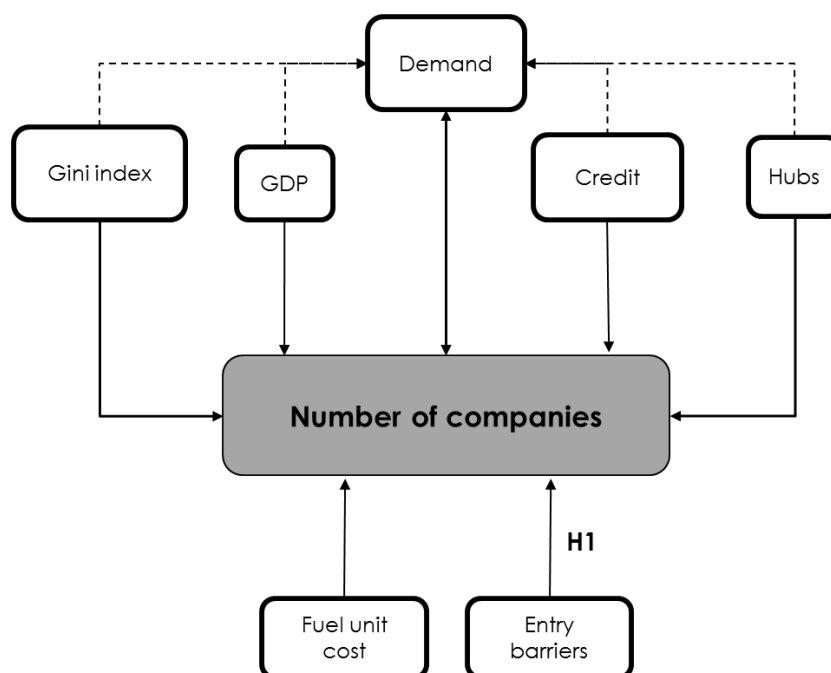 Demand
Gini index
GDP
Credit
Hubs
Number of companies
H1
Fuel unit
cost
Entry
barriers